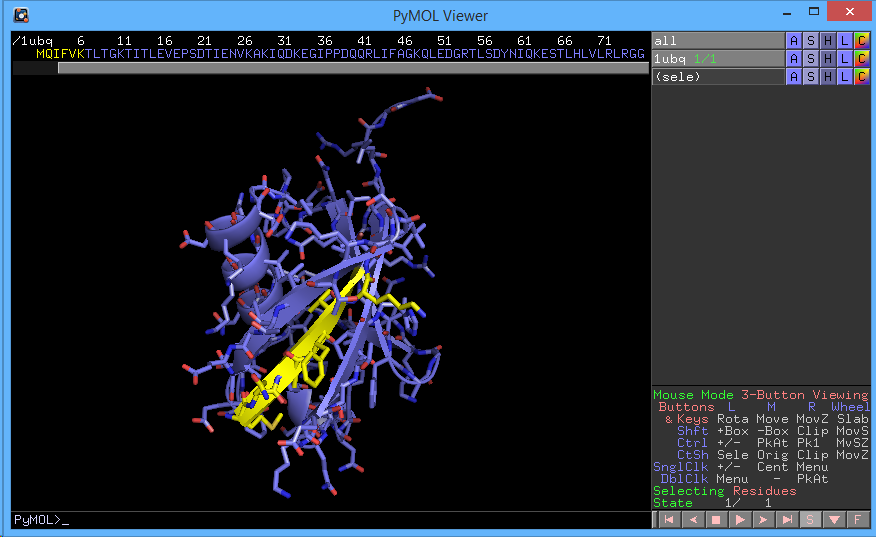 PyMOL Viewer
/1ubq 6 11 16 21 26 31 36 41 46 51 56 61 66 71
MQIFVKTLTGKTITLEVEPSDTIENVKAKIQDKEGIPPDQQRLIFAGKQLEDGRTLSDYNIQKESTLHLVLRLRGG
all A S H L C
1ubq 1/1 A S H L C
(sele) A S H L C
Mouse Mode 3-Button Viewing
Buttons L M R Wheel
& Keys Rota Move MovZ Slab
Shft +Box -Box Clip MovS
Ctrl +/- PkAt Pk1 MvSZ
CtSh Sele Orig Clip MovZ
SnglClk +/- Cent Menu
DblClk Menu - PkAt
Selecting Residues
State 1/ 1
PyMOL>_
S F